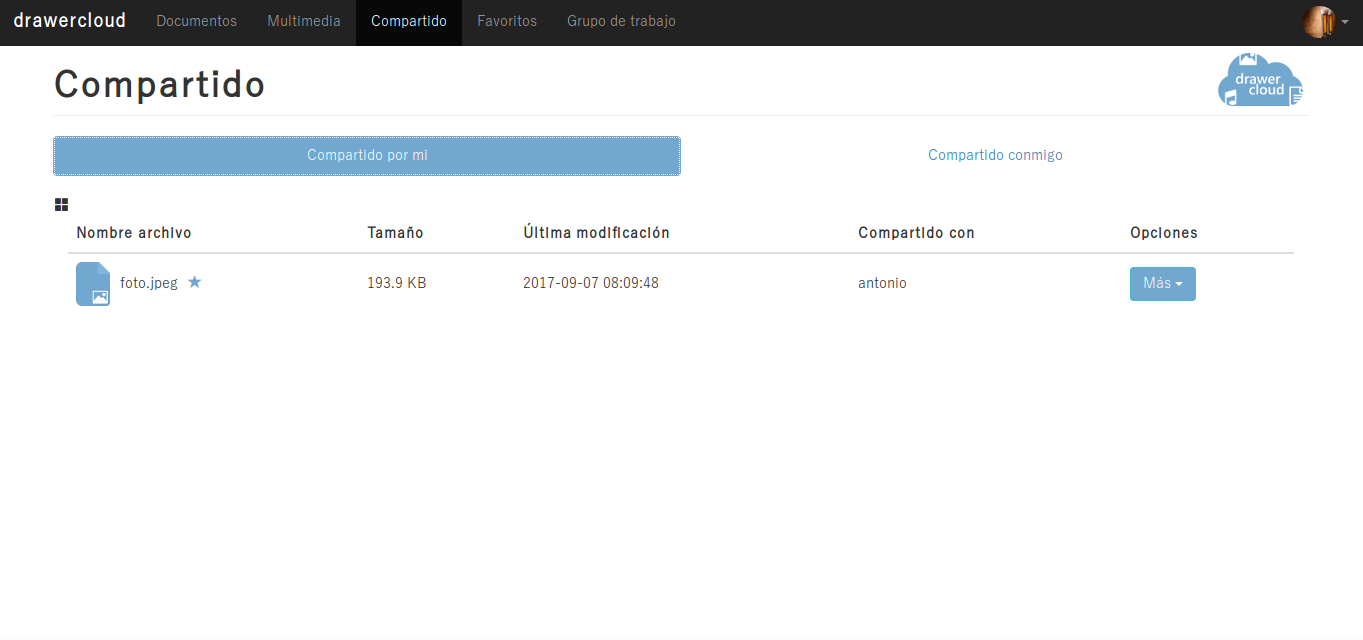 drawercloud Documentos Multimedia Compartido Favoritos Grupo de trabajo
Compartido
drawer
cloud
Compartido por mi Compartido conmigo
Nombre archivo Tamaño Última modificación Compartido con Opciones
foto.jpeg 193.9 KB 2017-09-07 08:09:48 antonio Más